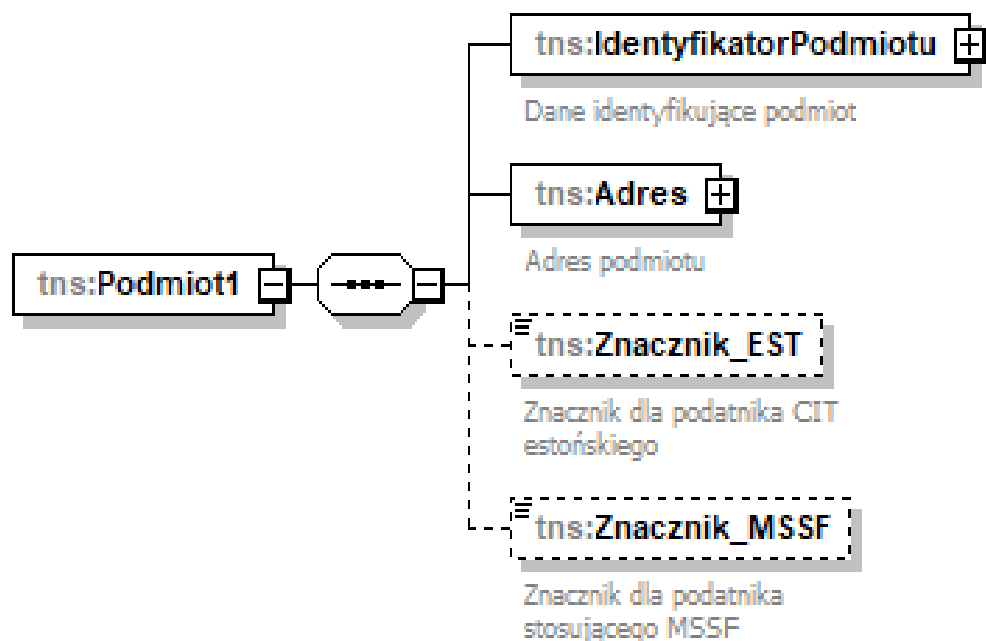 tns:IdentyfikatorPodmiotu
Dane identyfikujące podmiot
tns:Adres
Adres podmiotu
tns:Podmiot1
tns:Znacznik_EST
Znacznik dla podatnika CIT
estońskiego
tns:Znacznik_MSSF
Znacznik dla podatnika
stosującego MSSF